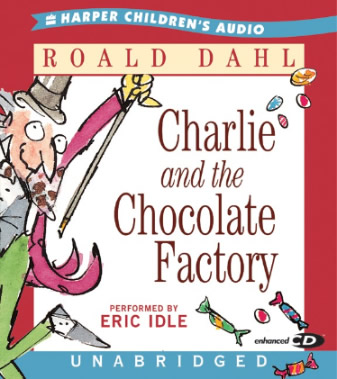 HARPER CHILDREN'S AUDIO
ROALD DAHL
Charlie
and the
Chocolate
Factory
PERFORMED BY
ERIC IDLE
enhanced CD
UNABRIDGED